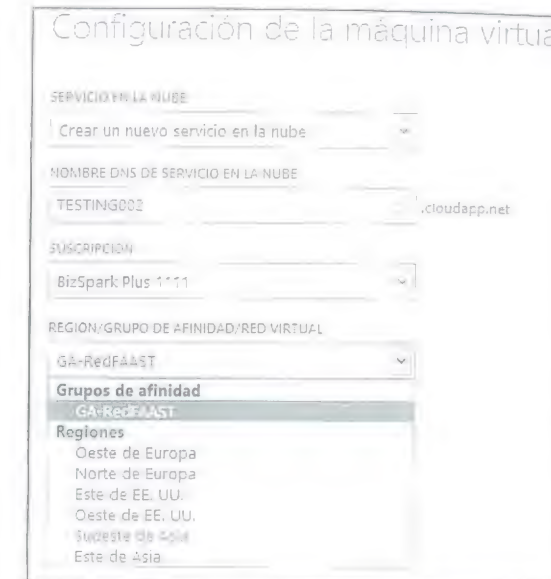 Configuración de la máquina virtua
SERVICIO EN LA NUBE
Crear un nuevo servicio en la nube
NOMBRE DNS DE SERVICIO EN LA NUBE
TESTING002
.cloudapp.net
SUSCRIPCIÓN
BizSpark Plus 1111
REGIÓN/GRUPO DE AFINIDAD/RED VIRTUAL
GA-RedFAAST
Grupos de afinidad
GA-RedFAAST
Regiones
Oeste de Europa
Norte de Europa
Este de EE. UU.
Oeste de EE. UU.
Sudeste de Asia
Este de Asia